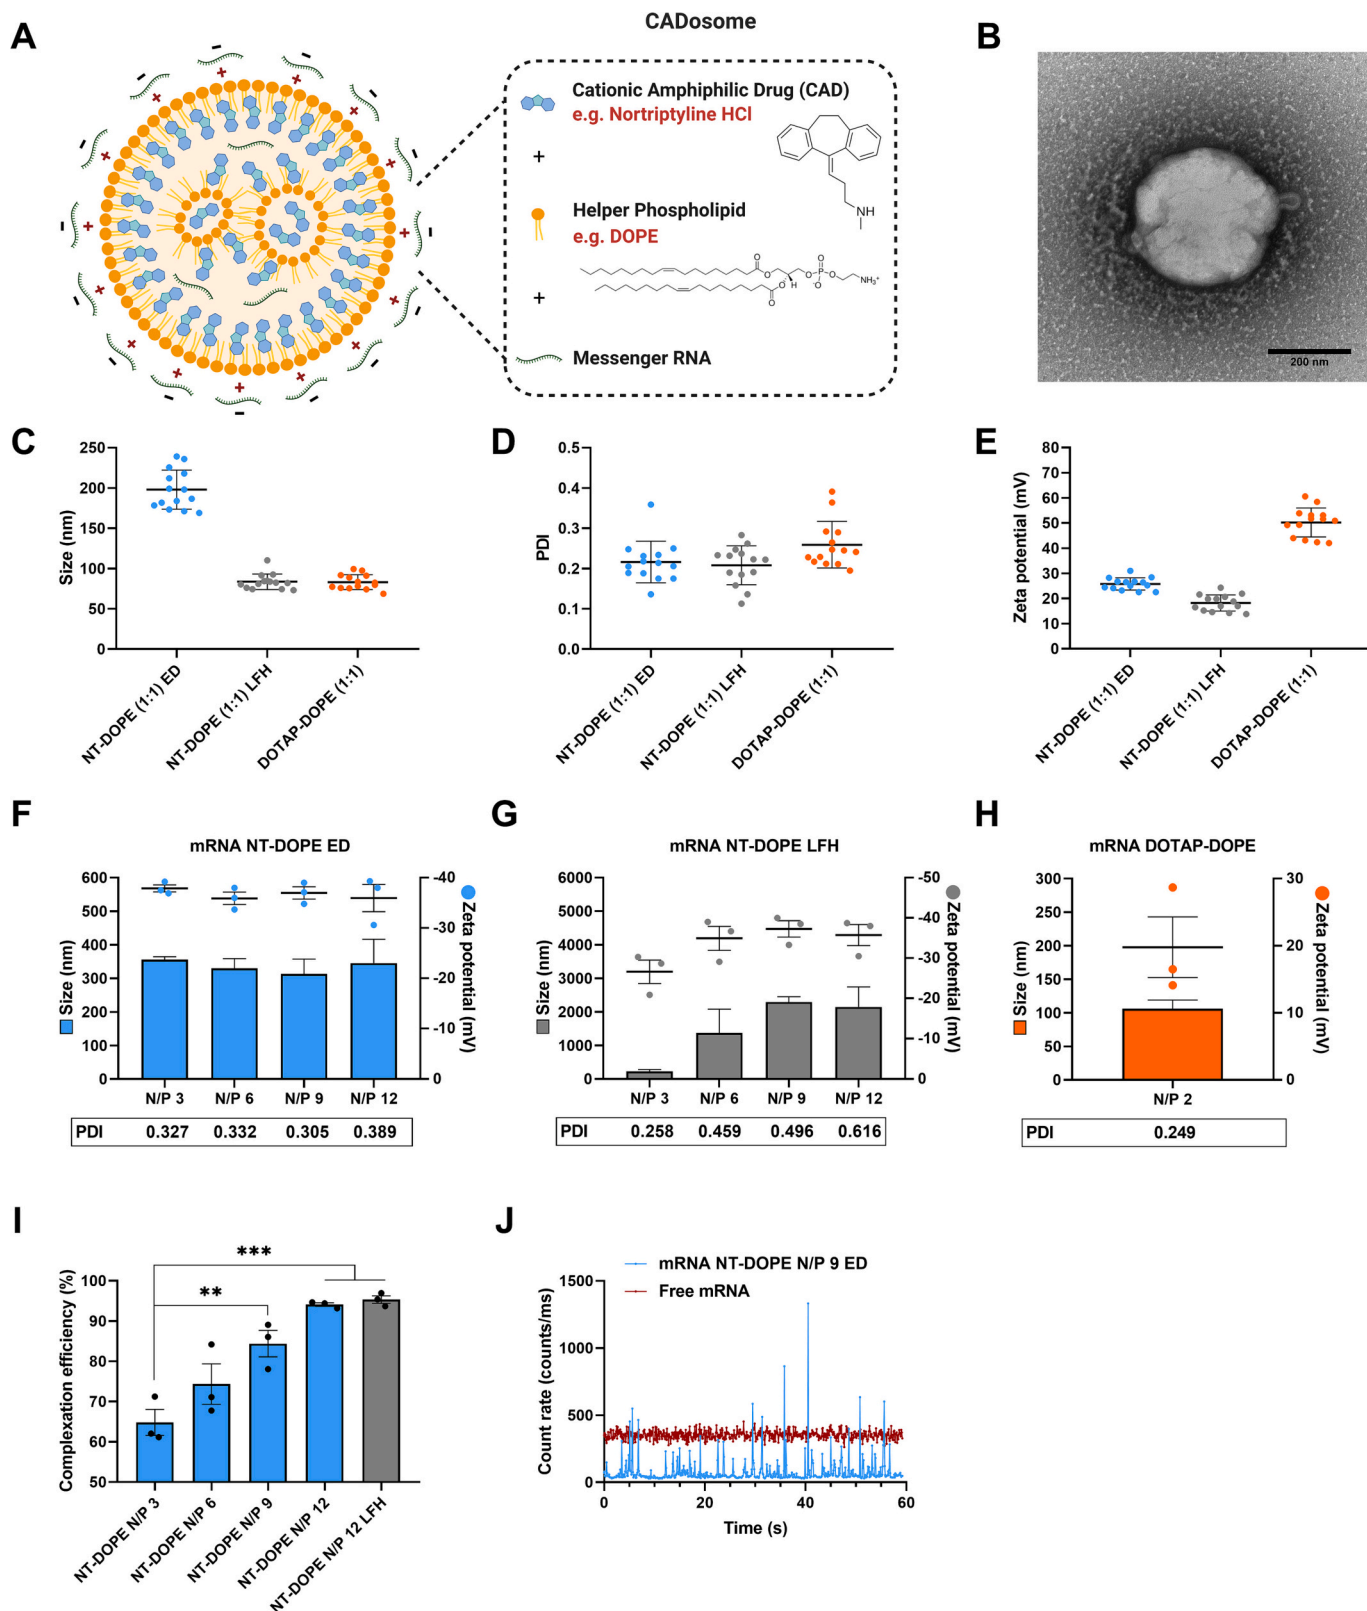 A
CADosome
B
Cationic Amphiphilic Drug (CAD)
e.g. Nortriptyline HCl
+
NH
Helper Phospholipid
e.g. DOPE
+
Messenger RNA
200 nm
C
Size (nm)
250
200
150
100
50
0
NT-DOPE (1:1) ED
NT-DOPE (1:1) LFH
DOTAP-DOPE (1:1)
D
PDI
0.5
0.4
0.3
0.2
0.1
0.0
NT-DOPE (1:1) ED
NT-DOPE (1:1) LFH
DOTAP-DOPE (1:1)
E
Zeta potential (mV)
80
70
60
50
40
30
20
10
0
NT-DOPE (1:1) ED
NT-DOPE (1:1) LFH
DOTAP-DOPE (1:1)
F
mRNA NT-DOPE ED
Size (nm)
600
500
400
300
200
100
0
-40
-30
-20
-10
0
Zeta potential (mV)
N/P 3 N/P 6 N/P 9 N/P 12
PDI 0.327 0.332 0.305 0.389
G
mRNA NT-DOPE LFH
Size (nm)
6000
5000
4000
3000
2000
1000
0
-50
-40
-30
-20
-10
0
Zeta potential (mV)
N/P 3 N/P 6 N/P 9 N/P 12
PDI 0.258 0.459 0.496 0.616
H
mRNA DOTAP-DOPE
Size (nm)
300
250
200
150
100
50
0
30
20
10
0
Zeta potential (mV)
N/P 2
PDI 0.249
I
Complexation efficiency (%)
100
90
80
70
60
50
***
**
NT-DOPE N/P 3
NT-DOPE N/P 6
NT-DOPE N/P 9
NT-DOPE N/P 12
NT-DOPE N/P 12 LFH
J
mRNA NT-DOPE N/P 9 ED
Free mRNA
Count rate (counts/ms)
1500
1000
500
0
0 20 40 60
Time (s)